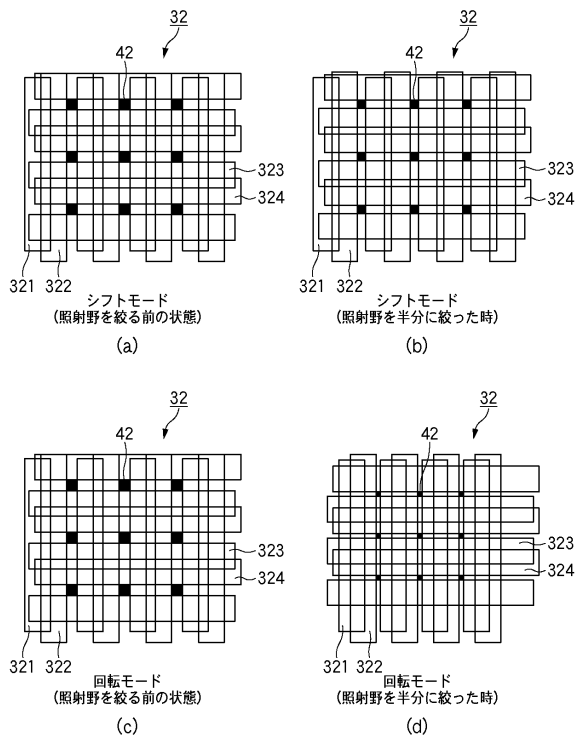 32
42
323
324
321 322
シフトモード
(照射野を絞る前の状態)
(a)
32
42
323
324
321 322
シフトモード
(照射野を半分に絞った時)
(b)
32
42
323
324
321 322
回転モード
(照射野を絞る前の状態)
(c)
32
42
323
324
321 322
回転モード
(照射野を半分に絞った時)
(d)